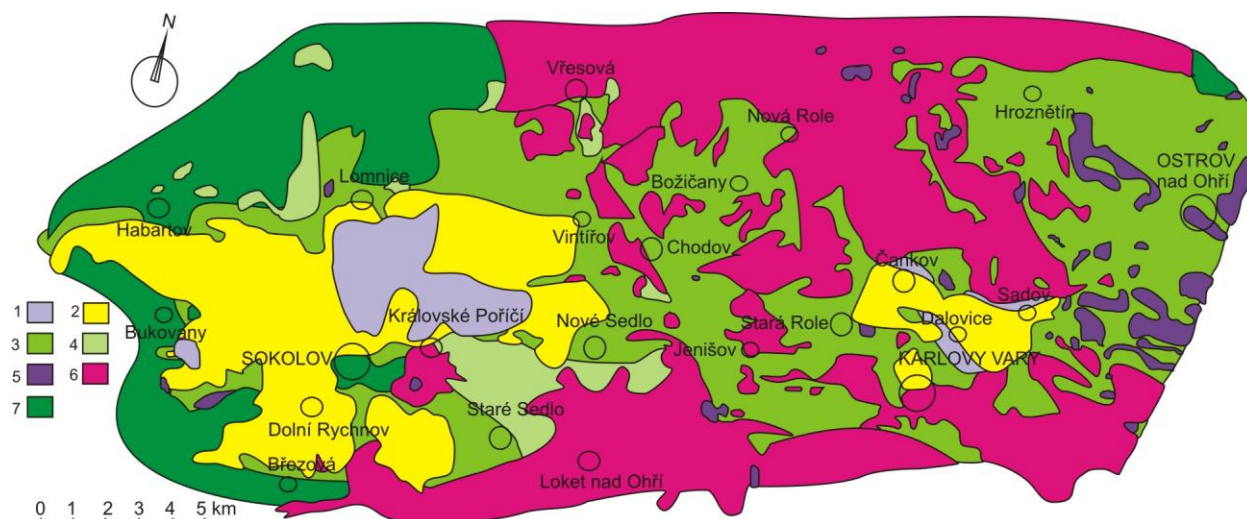 N
Vřesová
Hroznětín
Nová Role
OSTROV
nad Ohří
Lomnice
Božičany
Habartov
Vintířov
Chodov
Čankov
1
2
Sadov
Bukovany
Královské Poříčí
Nové Sedlo
Stará Role
Dalovice
3
4
SOKOLOV
Jenišov
KARLOVY VARY
5
6
7
Staré Sedlo
Dolní Rychnov
Březová
Loket nad Ohří
0 1 2 3 4 5 km